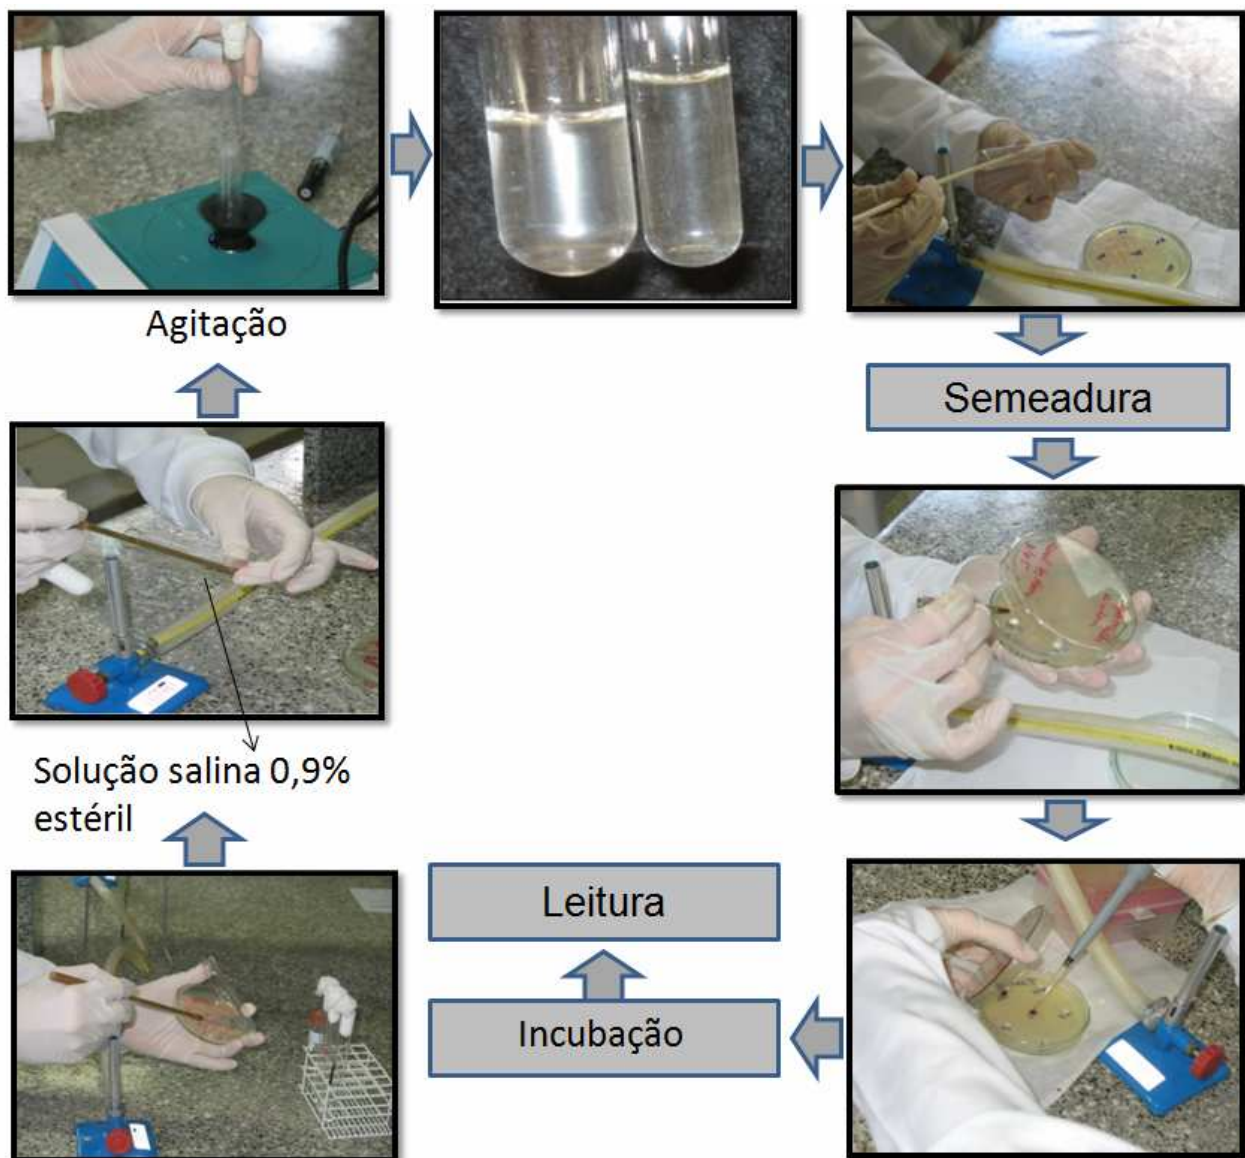 Agitação
Semeadura
Solução salina 0,9%
estéril
Leitura
Incubação